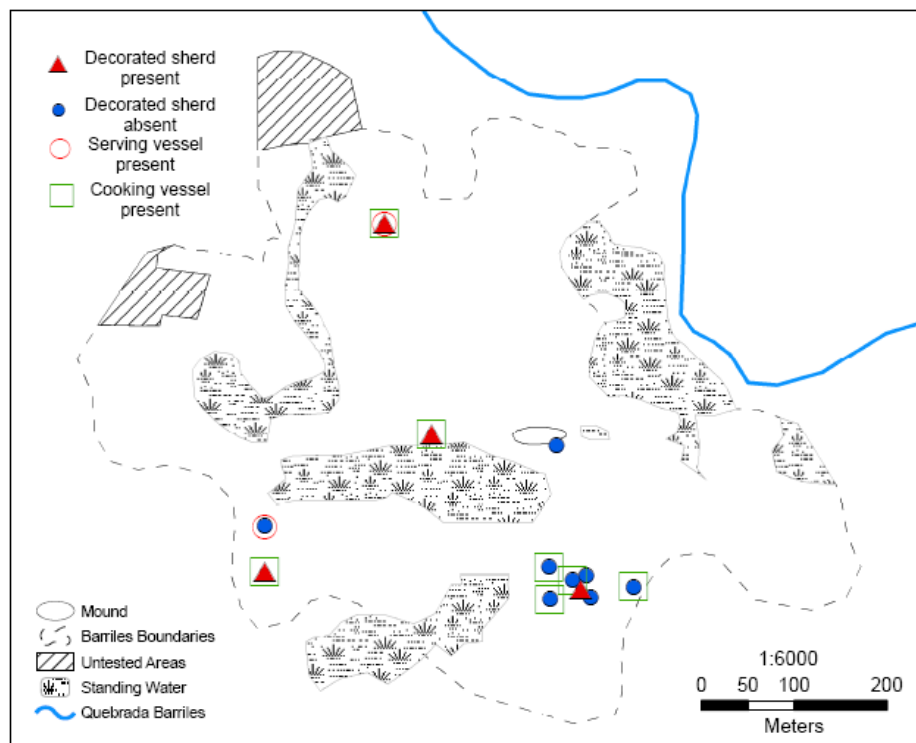 Decorated sherd
present
Decorated sherd
absent
Serving vessel
present
Cooking vessel
present
Mound
Barriles Boundaries
Untested Areas
Standing Water
Quebrada Barriles
1:6000
0 50 100 200
Meters